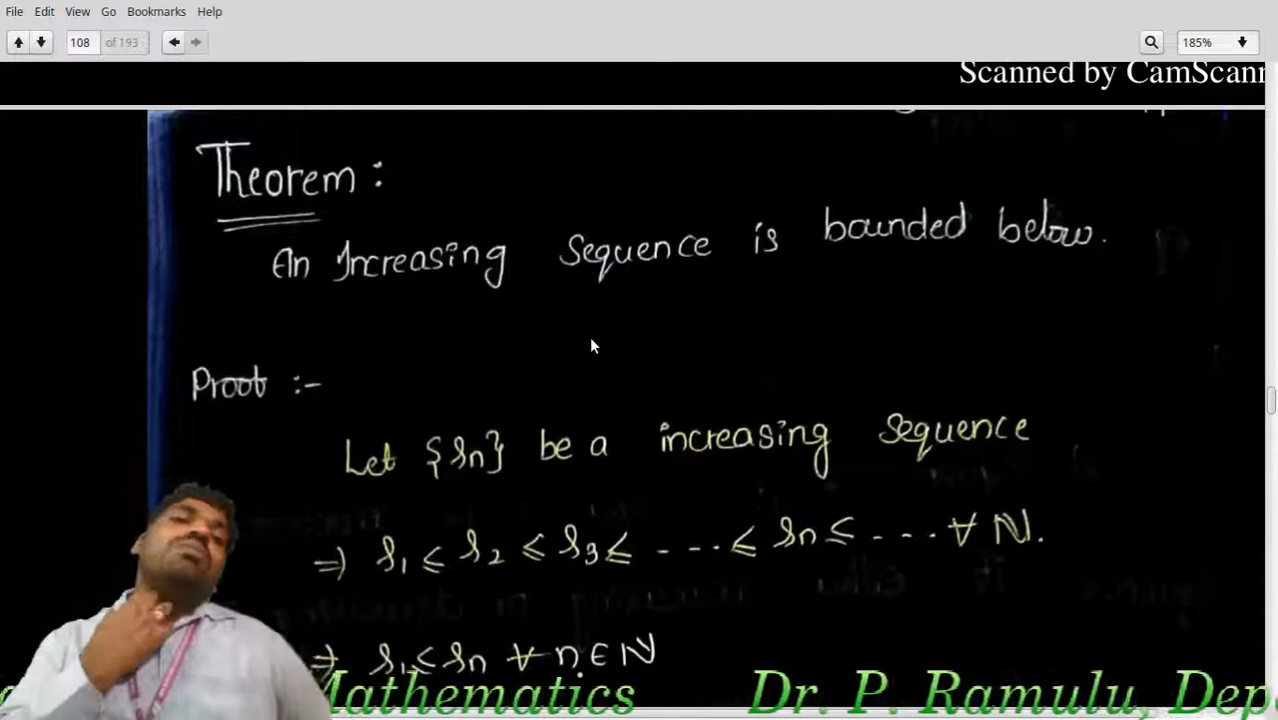 File Edit View Go Bookmarks Help
108 of 193
185%
Scanned by CamScann
Theorem :
An Increasing Sequence is bounded below.
Proof :-
Let {Sn} be a increasing sequence
⇒ S₁ ≤ S₂ ≤ S₃ ≤ - - - . ≤ Sn ≤ . - - - ∀ N.
⇒ S₁ ≤ Sn ∀ n ∈ N
Mathematics Dr. P. Ramulu, Dep